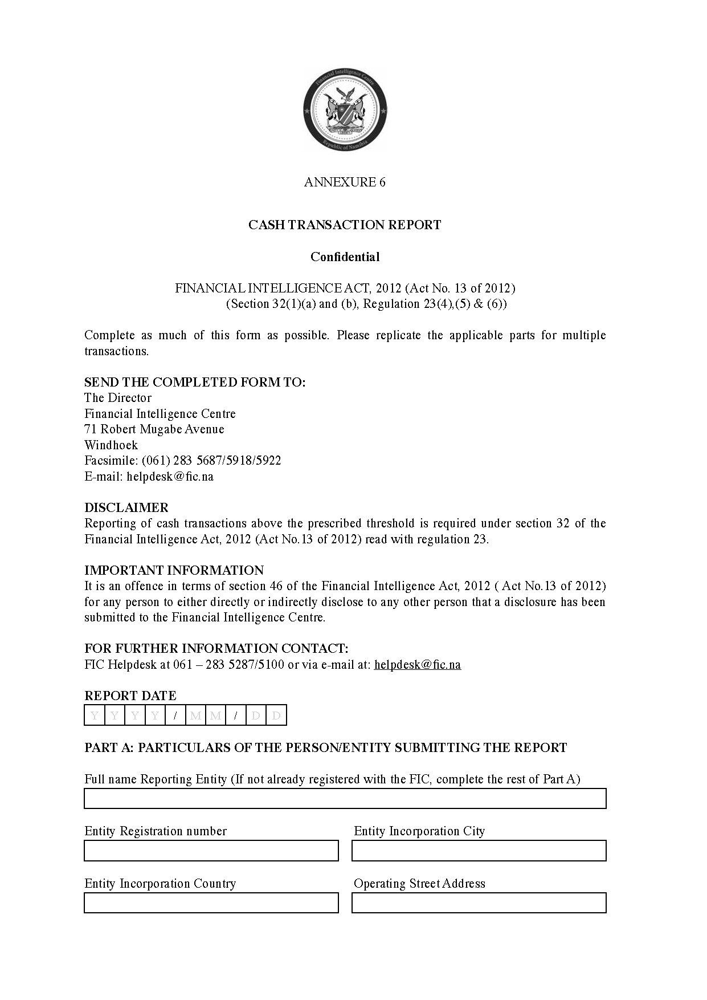 Financial Intelligence Centre
Republic of Namibia
ANNEXURE 6
CASH TRANSACTION REPORT
Confidential
FINANCIAL INTELLIGENCE ACT, 2012 (Act No. 13 of 2012)
(Section 32(1)(a) and (b), Regulation 23(4),(5) & (6))
Complete as much of this form as possible. Please replicate the applicable parts for multiple
transactions.
SEND THE COMPLETED FORM TO:
The Director
Financial Intelligence Centre
71 Robert Mugabe Avenue
Windhoek
Facsimile: (061) 283 5687/5918/5922
E-mail: helpdesk@fic.na
DISCLAIMER
Reporting of cash transactions above the prescribed threshold is required under section 32 of the
Financial Intelligence Act, 2012 (Act No.13 of 2012) read with regulation 23.
IMPORTANT INFORMATION
It is an offence in terms of section 46 of the Financial Intelligence Act, 2012 ( Act No.13 of 2012)
for any person to either directly or indirectly disclose to any other person that a disclosure has been
submitted to the Financial Intelligence Centre.
FOR FURTHER INFORMATION CONTACT:
FIC Helpdesk at 061 – 283 5287/5100 or via e-mail at: helpdesk@fic.na
REPORT DATE
Y Y Y Y / M M / D D
PART A: PARTICULARS OF THE PERSON/ENTITY SUBMITTING THE REPORT
Full name Reporting Entity (If not already registered with the FIC, complete the rest of Part A)
Entity Registration number Entity Incorporation City
Entity Incorporation Country Operating Street Address